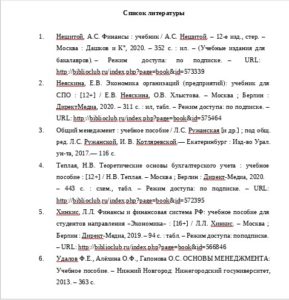 Список литературы
1. Нешитой, А.С. Финансы : учебник / А.С. Нешитой. – 12-е изд., стер. –
Москва : Дашков и К°, 2020. – 352 с. : ил. – (Учебные издания для
бакалавров). – Режим доступа: по подписке. – URL:
http://biblioclub.ru/index.php?page=book&id=573339
2. Невскина, Е.В. Экономика организаций (предприятий): учебник для
СПО : [12+] / Е.В. Невскина, О.В. Хлыстова. – Москва ; Берлин :
ДиректМедиа, 2020. – 311 с. : ил, табл. – Режим доступа: по подписке. –
URL: http://biblioclub.ru/index.php?page=book&id=575464
3. Общий менеджмент : учебное пособие / Л.С. Ружанская [и др.] ; под общ.
ред. Л.С. Ружанской, И. В. Котляревской.— Екатеринбург : Изд-во Урал.
ун-та, 2017.— 116 с.
4. Теплая, Н.В. Теоретические основы бухгалтерского учета : учебное
пособие : [12+] / Н.В. Теплая. – Москва ; Берлин : Директ-Медиа, 2020.
– 443 с. : схем., табл. – Режим доступа: по подписке. – URL:
http://biblioclub.ru/index.php?page=book&id=572395
5. Химкис, Л.Л. Финансы и финансовая система РФ: учебное пособие для
студентов направления «Экономика» : [16+] / Л.Л. Химкис. – Москва ;
Берлин : Директ-Медиа, 2019. – 94 с. : табл. – Режим доступа: по подписке.
– URL: http://biblioclub.ru/index.php?page=book&id=566846
6. Удалов Ф.Е., Алёхина О.Ф., Гапонова О.С. ОСНОВЫ МЕНЕДЖМЕНТА:
Учебное пособие. – Нижний Новгород: Нижегородский госуниверситет,
2013. – 363 с.